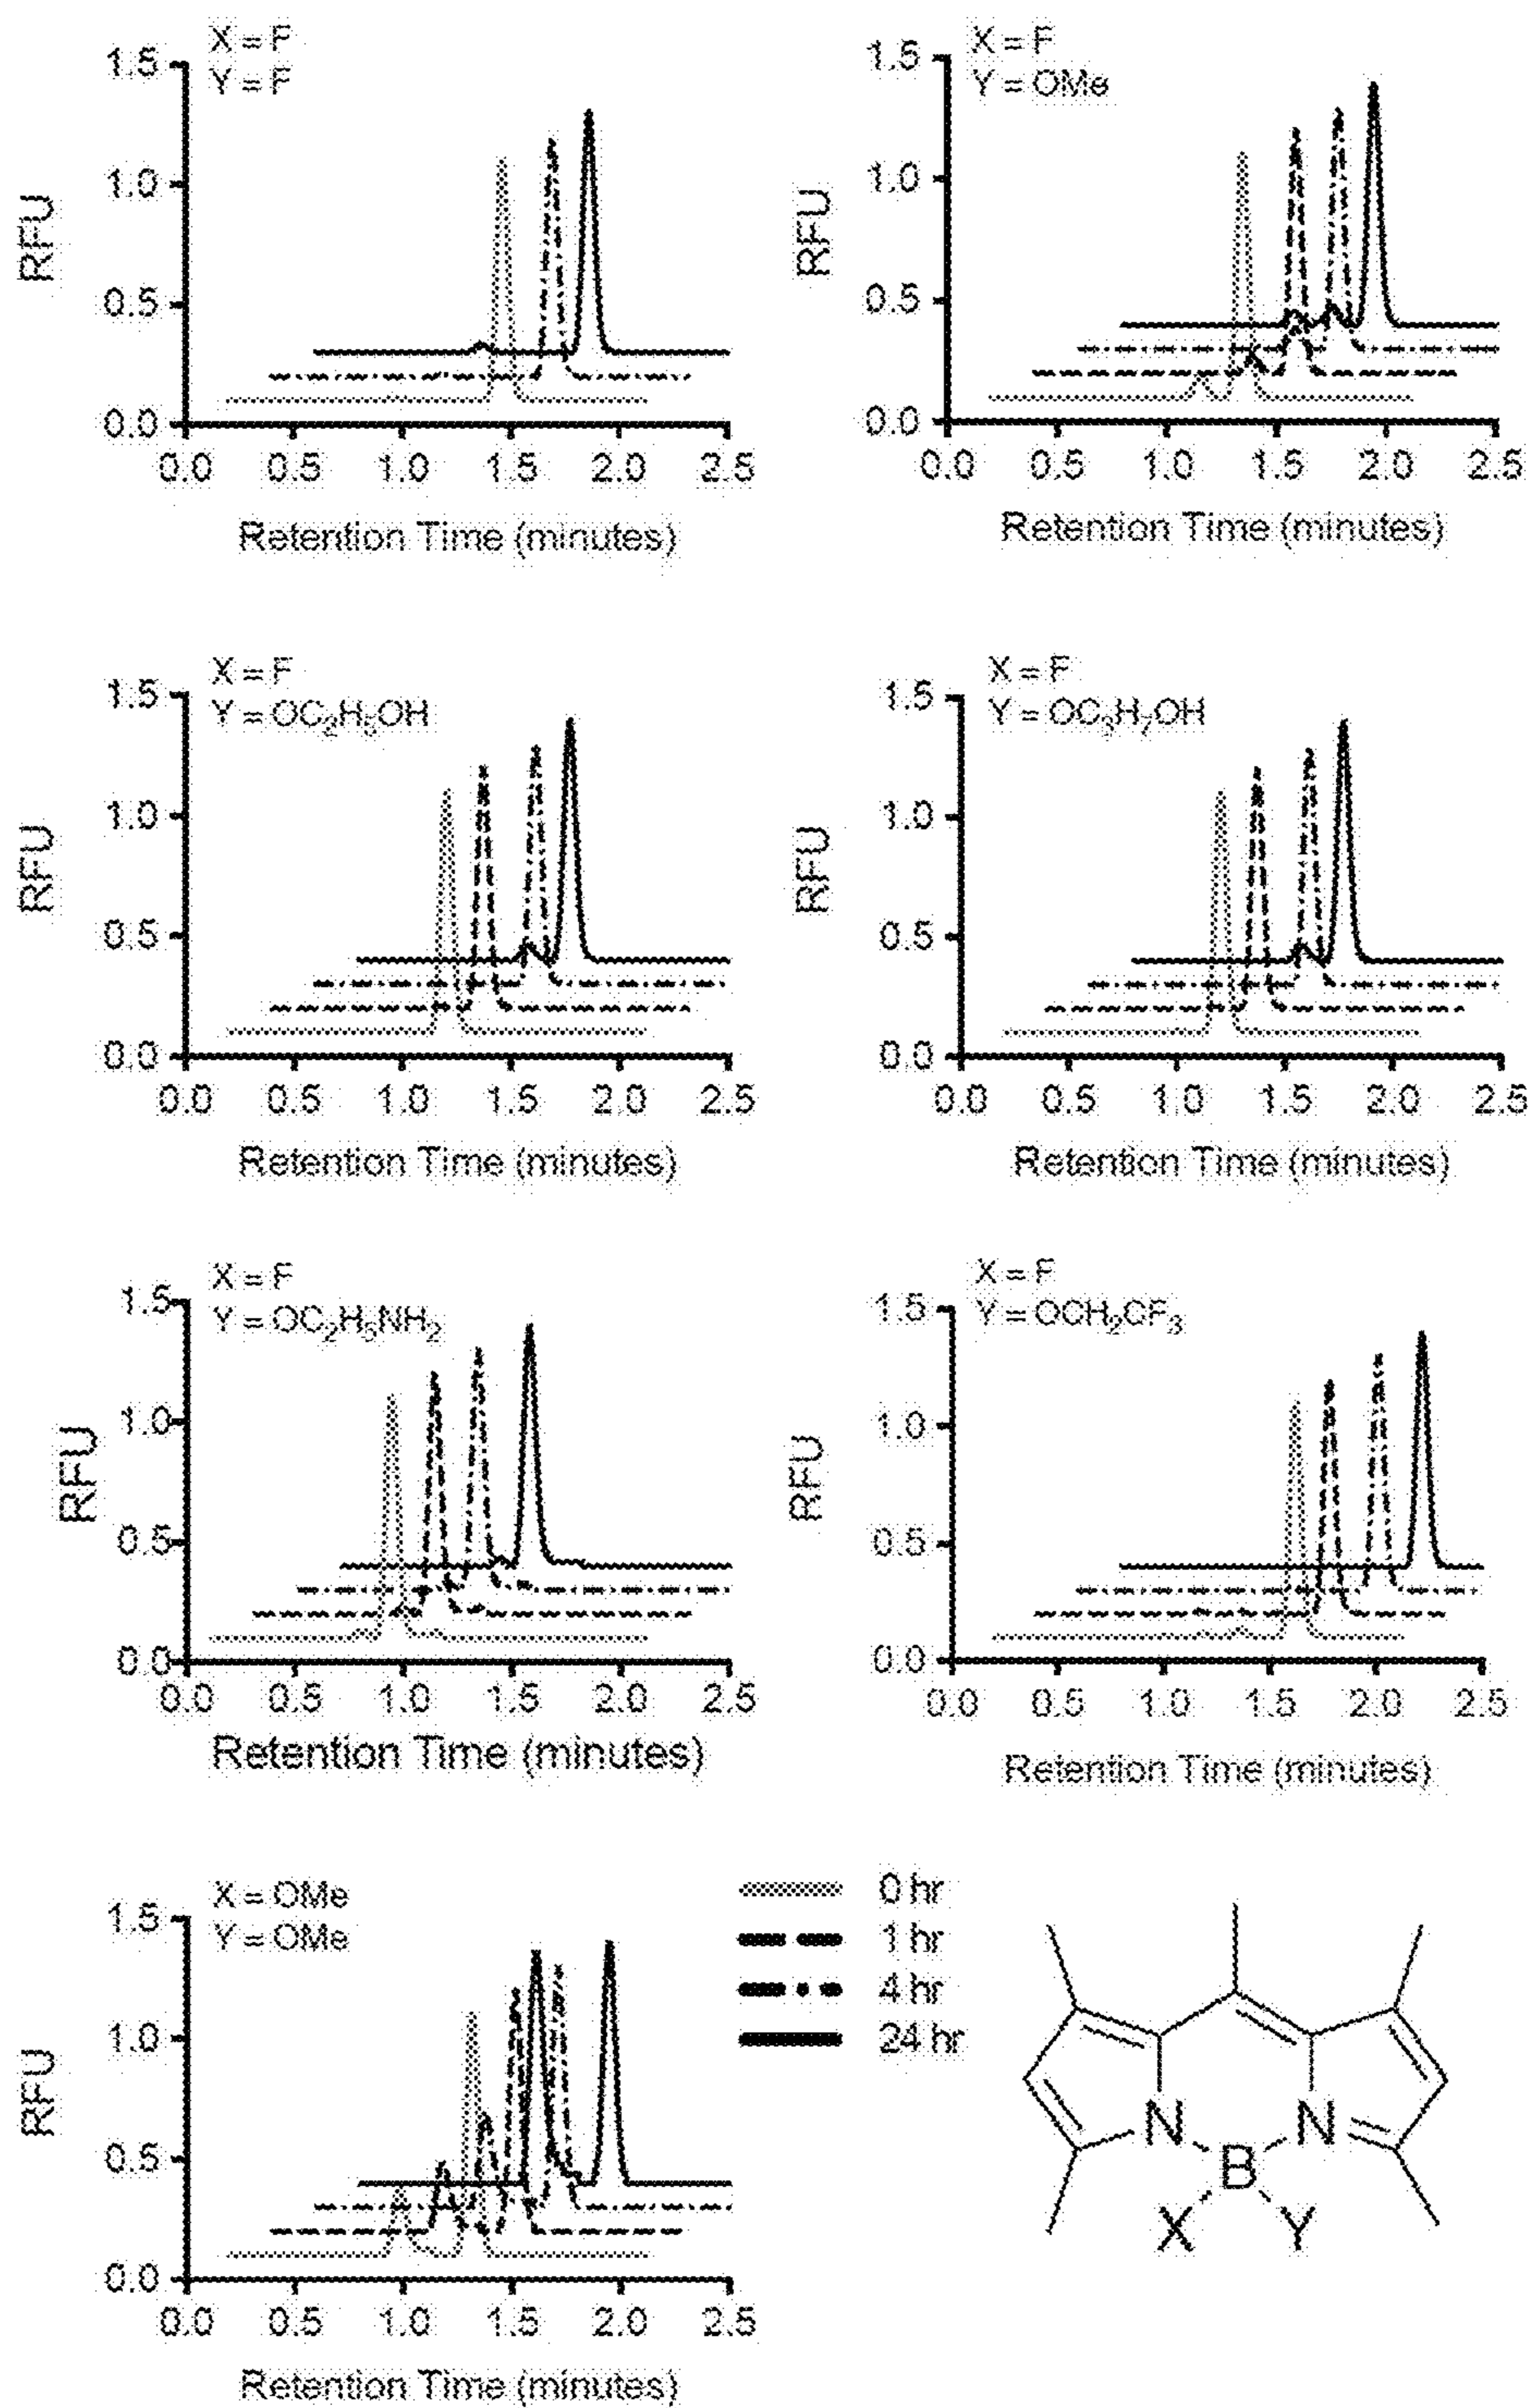 X = F
Y = F
1.5
1.0
0.5
0.0
RFU
0.0 0.5 1.0 1.5 2.0 2.5
Retention Time (minutes)
X = F
Y = OMe
1.5
1.0
0.5
0.0
RFU
0.0 0.5 1.0 1.5 2.0 2.5
Retention Time (minutes)
X = F
Y = OC₂H₅OH
1.5
1.0
0.5
0.0
RFU
0.0 0.5 1.0 1.5 2.0 2.5
Retention Time (minutes)
X = F
Y = OC₃H₇OH
1.5
1.0
0.5
0.0
RFU
0.0 0.5 1.0 1.5 2.0 2.5
Retention Time (minutes)
X = F
Y = OC₂H₅NH₂
1.5
1.0
0.5
0.0
RFU
0.0 0.5 1.0 1.5 2.0 2.5
Retention Time (minutes)
X = F
Y = OCH₂CF₃
1.5
1.0
0.5
0.0
RFU
0.0 0.5 1.0 1.5 2.0 2.5
Retention Time (minutes)
X = OMe
Y = OMe
1.5
1.0
0.5
0.0
RFU
0.0 0.5 1.0 1.5 2.0 2.5
Retention Time (minutes)
0 hr
1 hr
4 hr
24 hr
N N
B
X Y